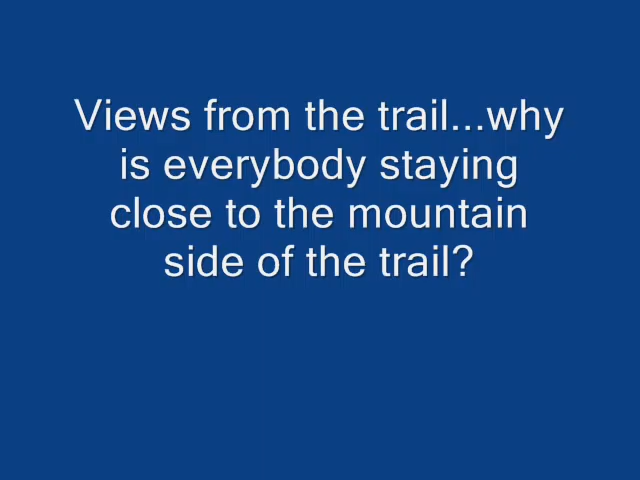 Views from the trail...why
is everybody staying
close to the mountain
side of the trail?